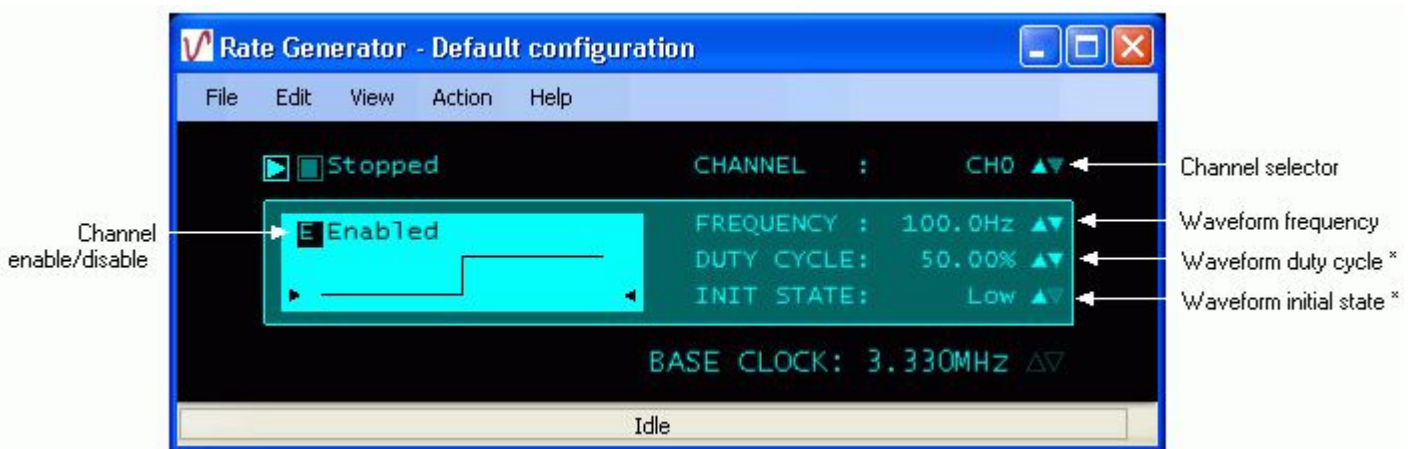 Rate Generator - Default configuration
File Edit View Action Help
Stopped
CHANNEL : CH0
Channel selector
Channel
enable/disable
E Enabled
FREQUENCY : 100.0Hz
Waveform frequency
DUTY CYCLE: 50.00%
Waveform duty cycle *
INIT STATE: Low
Waveform initial state *
BASE CLOCK: 3.330MHz
Idle